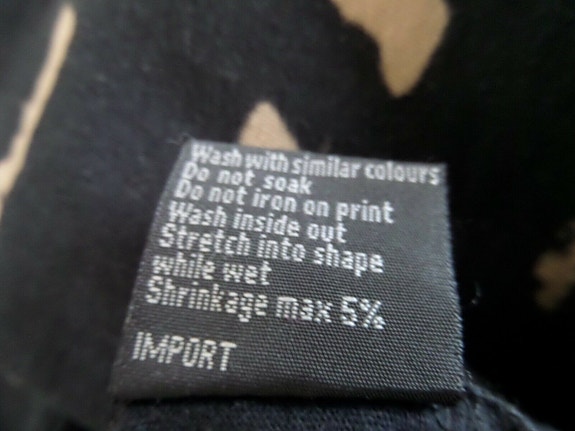 Wash with similar colours
Do not soak
Do not iron on print
Wash inside out
Stretch into shape
while wet
Shrinkage max 5%
IMPORT